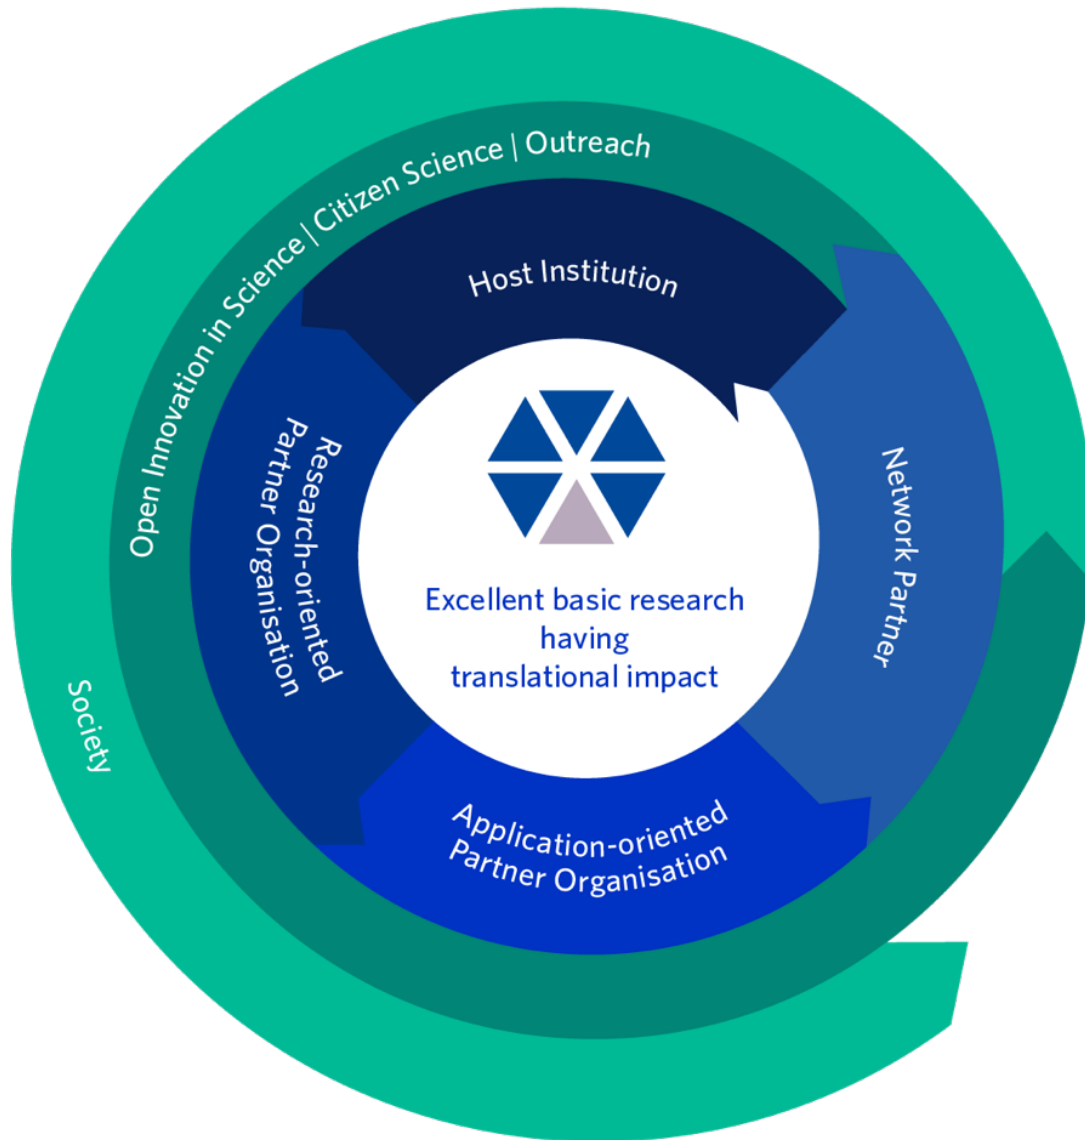 Society
Open Innovation in Science | Citizen Science | Outreach
Host Institution
Network Partner
Application-oriented
Partner Organisation
Research-oriented
Partner Organisation
Excellent basic research
having
translational impact